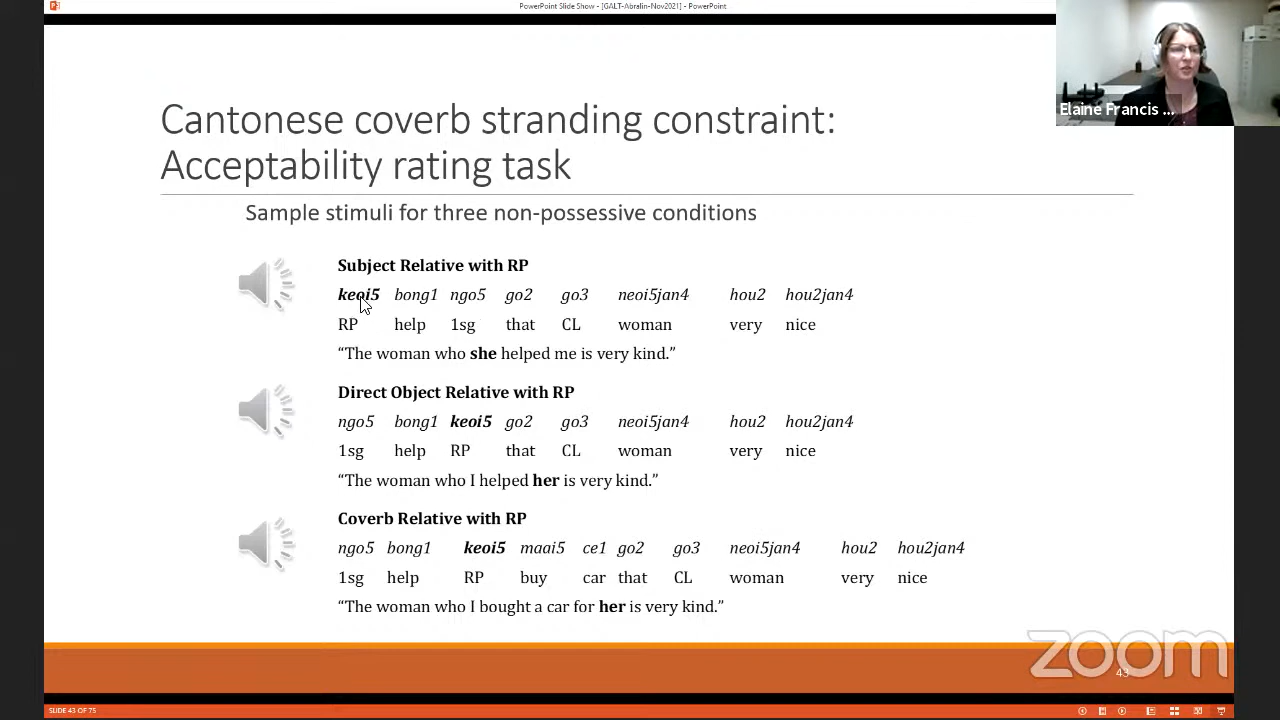 PowerPoint Slide Show - [GALT-Abralin-Nov2021] - PowerPoint
Elaine Francis ...
Cantonese coverb stranding constraint:
Acceptability rating task
Sample stimuli for three non-possessive conditions
Subject Relative with RP
keoi5 bong1 ngo5 go2 go3 neoi5jan4 hou2 hou2jan4
RP help 1sg that CL woman very nice
“The woman who she helped me is very kind.”
Direct Object Relative with RP
ngo5 bong1 keoi5 go2 go3 neoi5jan4 hou2 hou2jan4
1sg help RP that CL woman very nice
“The woman who I helped her is very kind.”
Coverb Relative with RP
ngo5 bong1 keoi5 maai5 ce1 go2 go3 neoi5jan4 hou2 hou2jan4
1sg help RP buy car that CL woman very nice
“The woman who I bought a car for her is very kind.”
zoom
43
SLIDE 43 OF 75